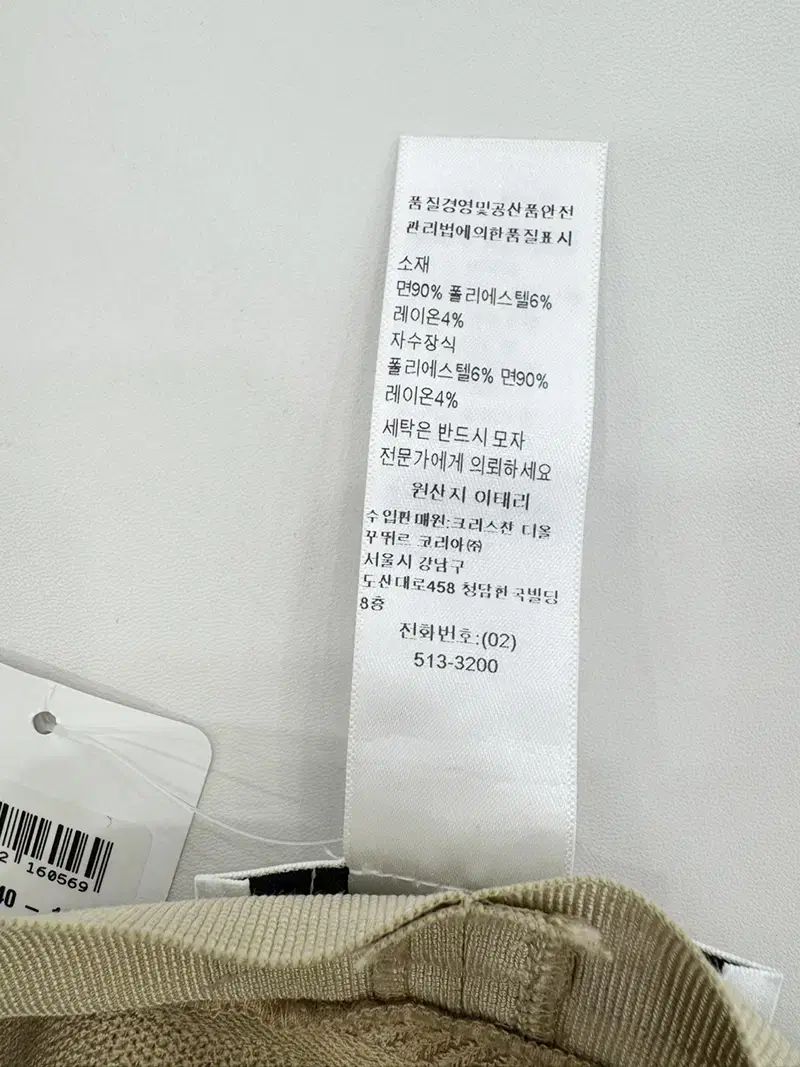 품질경영및공산품안전
관리법에의한품질표시
소재
면90% 폴리에스텔6%
레이온4%
자수장식
폴리에스텔6% 면90%
레이온4%
세탁은 반드시 모자
전문가에게 의뢰하세요
원산지 이태리
수입판매원:크리스찬 디올
꾸뛰르 코리아㈜
서울시 강남구
도산대로458 청담한국빌딩
8층
진화번호:(02)
513-3200
2 160569
40 –